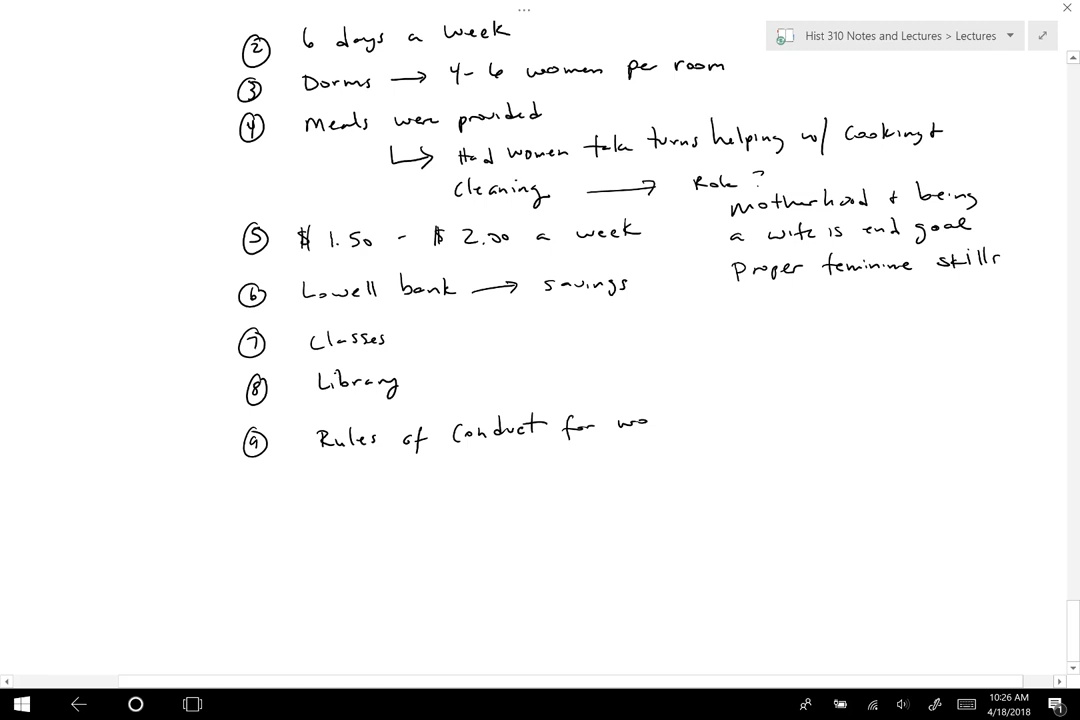 ...
Hist 310 Notes and Lectures > Lectures
② 6 days a week
③ Dorms → 4-6 women per room
④ Meals were provided
↳ Had women take turns helping w/ cooking +
cleaning → Role?
Motherhood + being
a wife is end goal
Proper feminine skills
⑤ $1.50 - $2.00 a week
⑥ Lowell bank → savings
⑦ Classes
⑧ Library
⑨ Rules of Conduct for wo
10:26 AM
4/18/2018
1